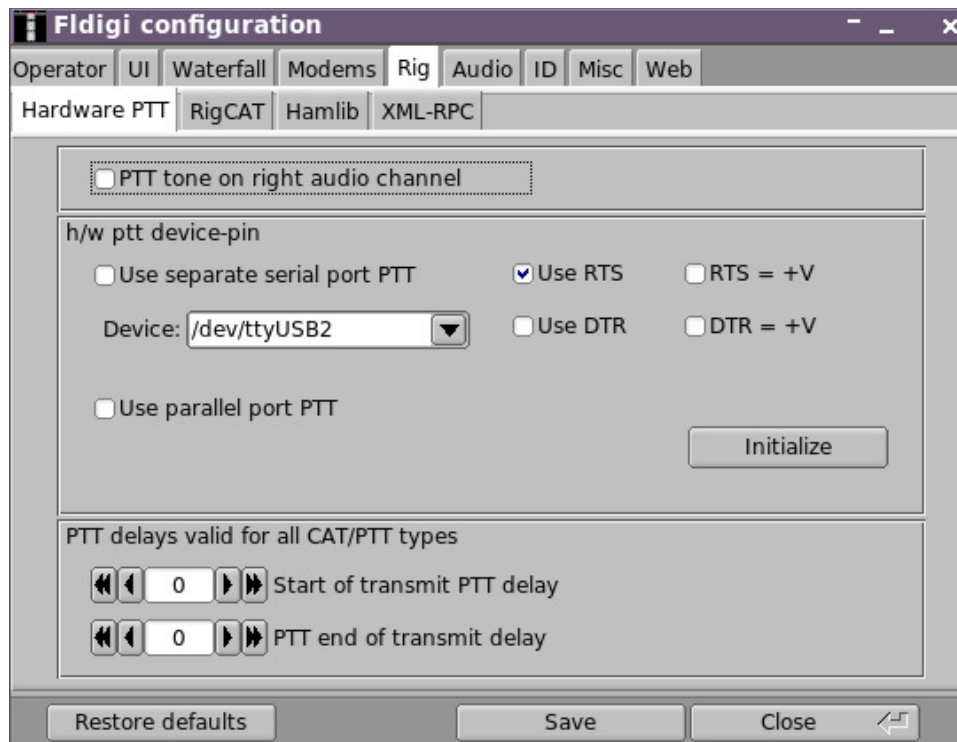 Fldigi configuration
Operator UI Waterfall Modems Rig Audio ID Misc Web
Hardware PTT RigCAT Hamlib XML-RPC
PTT tone on right audio channel
h/w ptt device-pin
Use separate serial port PTT Use RTS RTS = +V
Device: /dev/ttyUSB2 Use DTR DTR = +V
Use parallel port PTT
Initialize
PTT delays valid for all CAT/PTT types
0 Start of transmit PTT delay
0 PTT end of transmit delay
Restore defaults Save Close